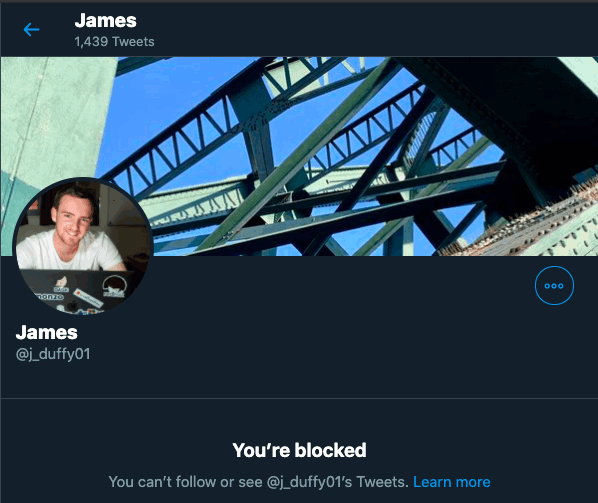 James
1,439 Tweets
monzo
James
@j_duffy01
You're blocked
You can't follow or see @j_duffy01's Tweets. Learn more